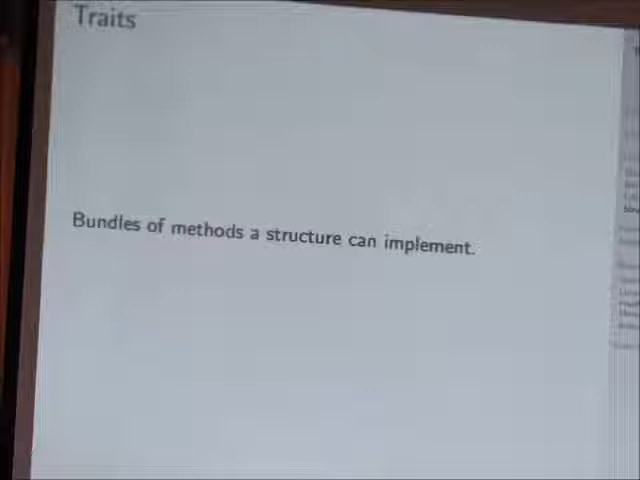 Traits
Bundles of methods a structure can implement.